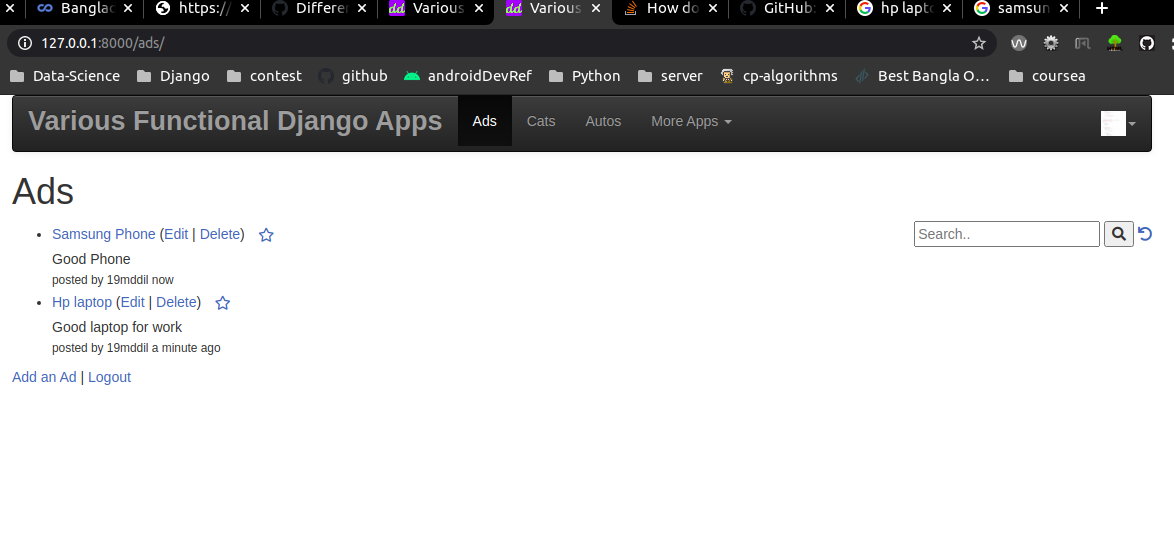 Banglac https:// Differen Various Various How do GitHub: hp lapto samsun
127.0.0.1:8000/ads/
Data-Science Django contest github androidDevRef Python server cp-algorithms Best Bangla O... coursea
Various Functional Django Apps Ads Cats Autos More Apps
Ads
Samsung Phone (Edit | Delete) Search..
Good Phone
posted by 19mddil now
Hp laptop (Edit | Delete)
Good laptop for work
posted by 19mddil a minute ago
Add an Ad | Logout